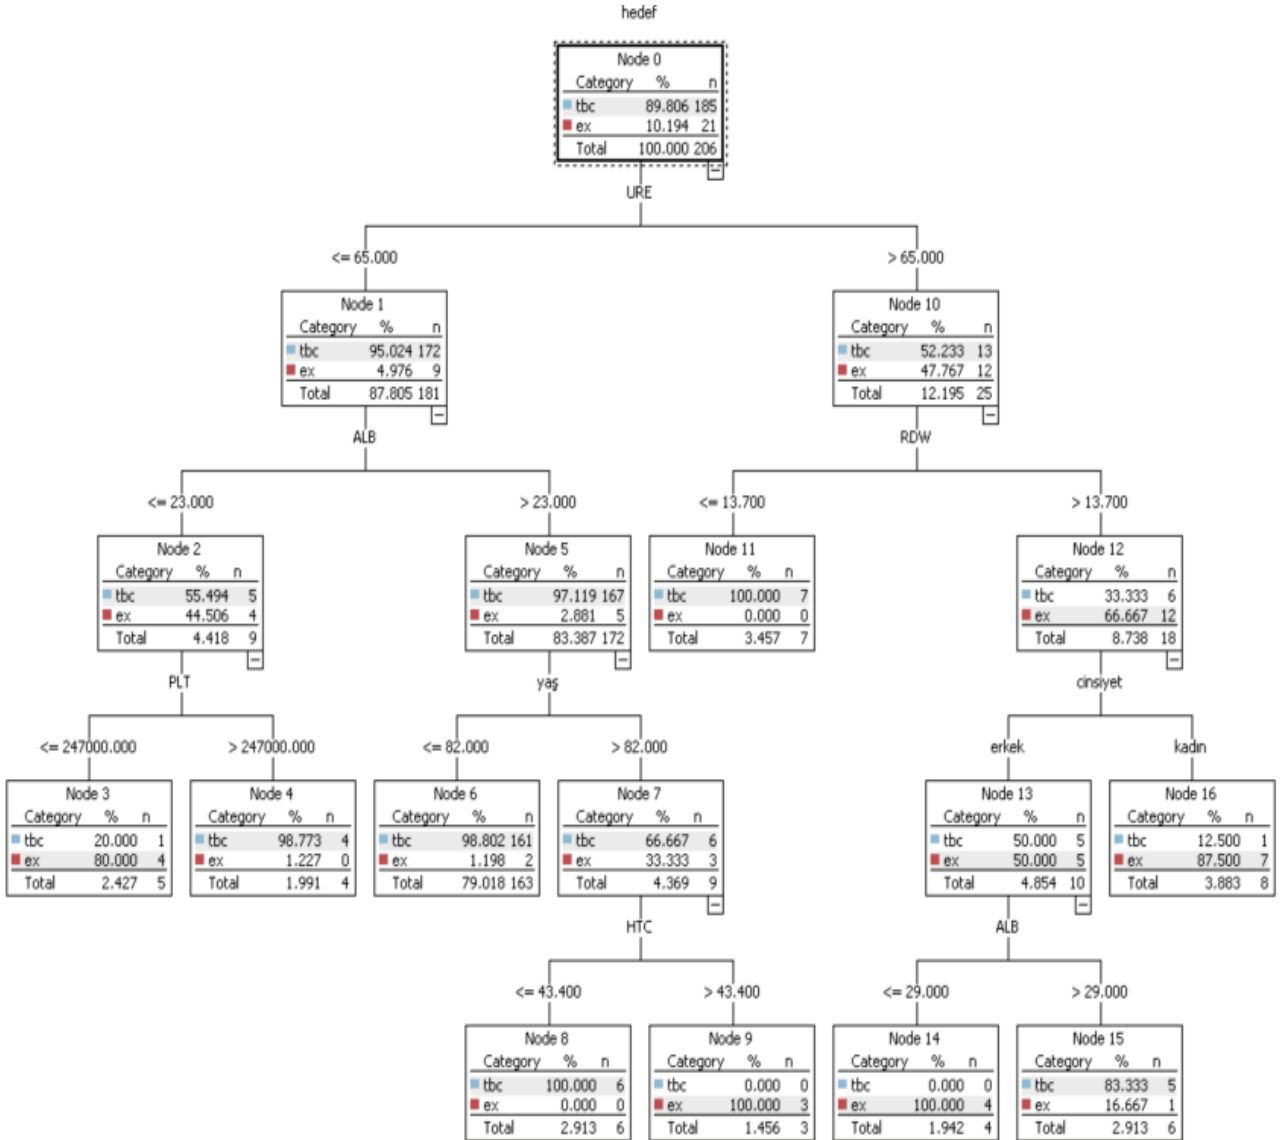 hedef
Node 0
Category % n
tbc 89.806 185
ex 10.194 21
Total 100.000 206
URE
<= 65.000
> 65.000
Node 1
Category % n
tbc 95.024 172
ex 4.976 9
Total 87.805 181
Node 10
Category % n
tbc 52.233 13
ex 47.767 12
Total 12.195 25
ALB
RDW
<= 23.000
> 23.000
<= 13.700
> 13.700
Node 2
Category % n
tbc 55.494 5
ex 44.506 4
Total 4.418 9
Node 5
Category % n
tbc 97.119 167
ex 2.881 5
Total 83.387 172
Node 11
Category % n
tbc 100.000 7
ex 0.000 0
Total 3.457 7
Node 12
Category % n
tbc 33.333 6
ex 66.667 12
Total 8.738 18
PLT
yaş
cinsiyet
<= 247000.000
> 247000.000
<= 82.000
> 82.000
erkek
kadın
Node 3
Category % n
tbc 20.000 1
ex 80.000 4
Total 2.427 5
Node 4
Category % n
tbc 98.773 4
ex 1.227 0
Total 1.991 4
Node 6
Category % n
tbc 98.802 161
ex 1.198 2
Total 79.018 163
Node 7
Category % n
tbc 66.667 6
ex 33.333 3
Total 4.369 9
Node 13
Category % n
tbc 50.000 5
ex 50.000 5
Total 4.854 10
Node 16
Category % n
tbc 12.500 1
ex 87.500 7
Total 3.883 8
HTC
ALB
<= 43.400
> 43.400
<= 29.000
> 29.000
Node 8
Category % n
tbc 100.000 6
ex 0.000 0
Total 2.913 6
Node 9
Category % n
tbc 0.000 0
ex 100.000 3
Total 1.456 3
Node 14
Category % n
tbc 0.000 0
ex 100.000 4
Total 1.942 4
Node 15
Category % n
tbc 83.333 5
ex 16.667 1
Total 2.913 6